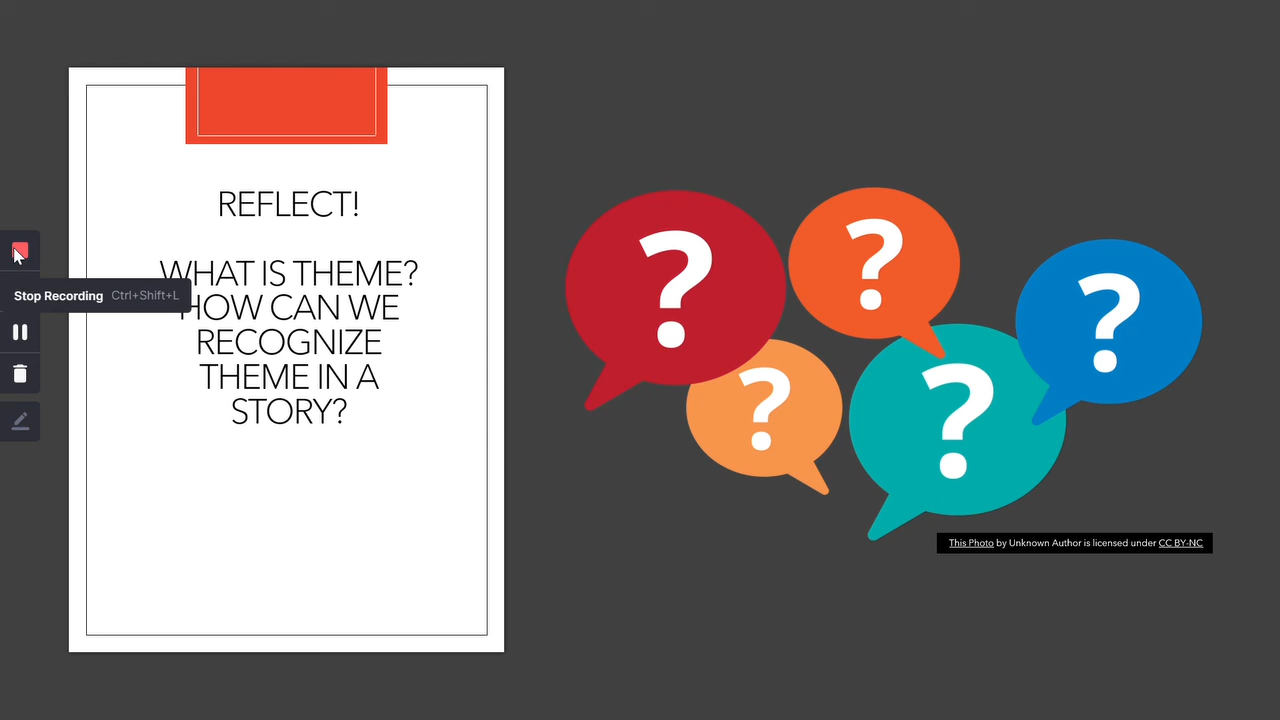 REFLECT!
WHAT IS THEME?
HOW CAN WE
RECOGNIZE
THEME IN A
STORY?
Stop Recording Ctrl+Shift+L
?
?
?
?
?
This Photo by Unknown Author is licensed under CC BY-NC